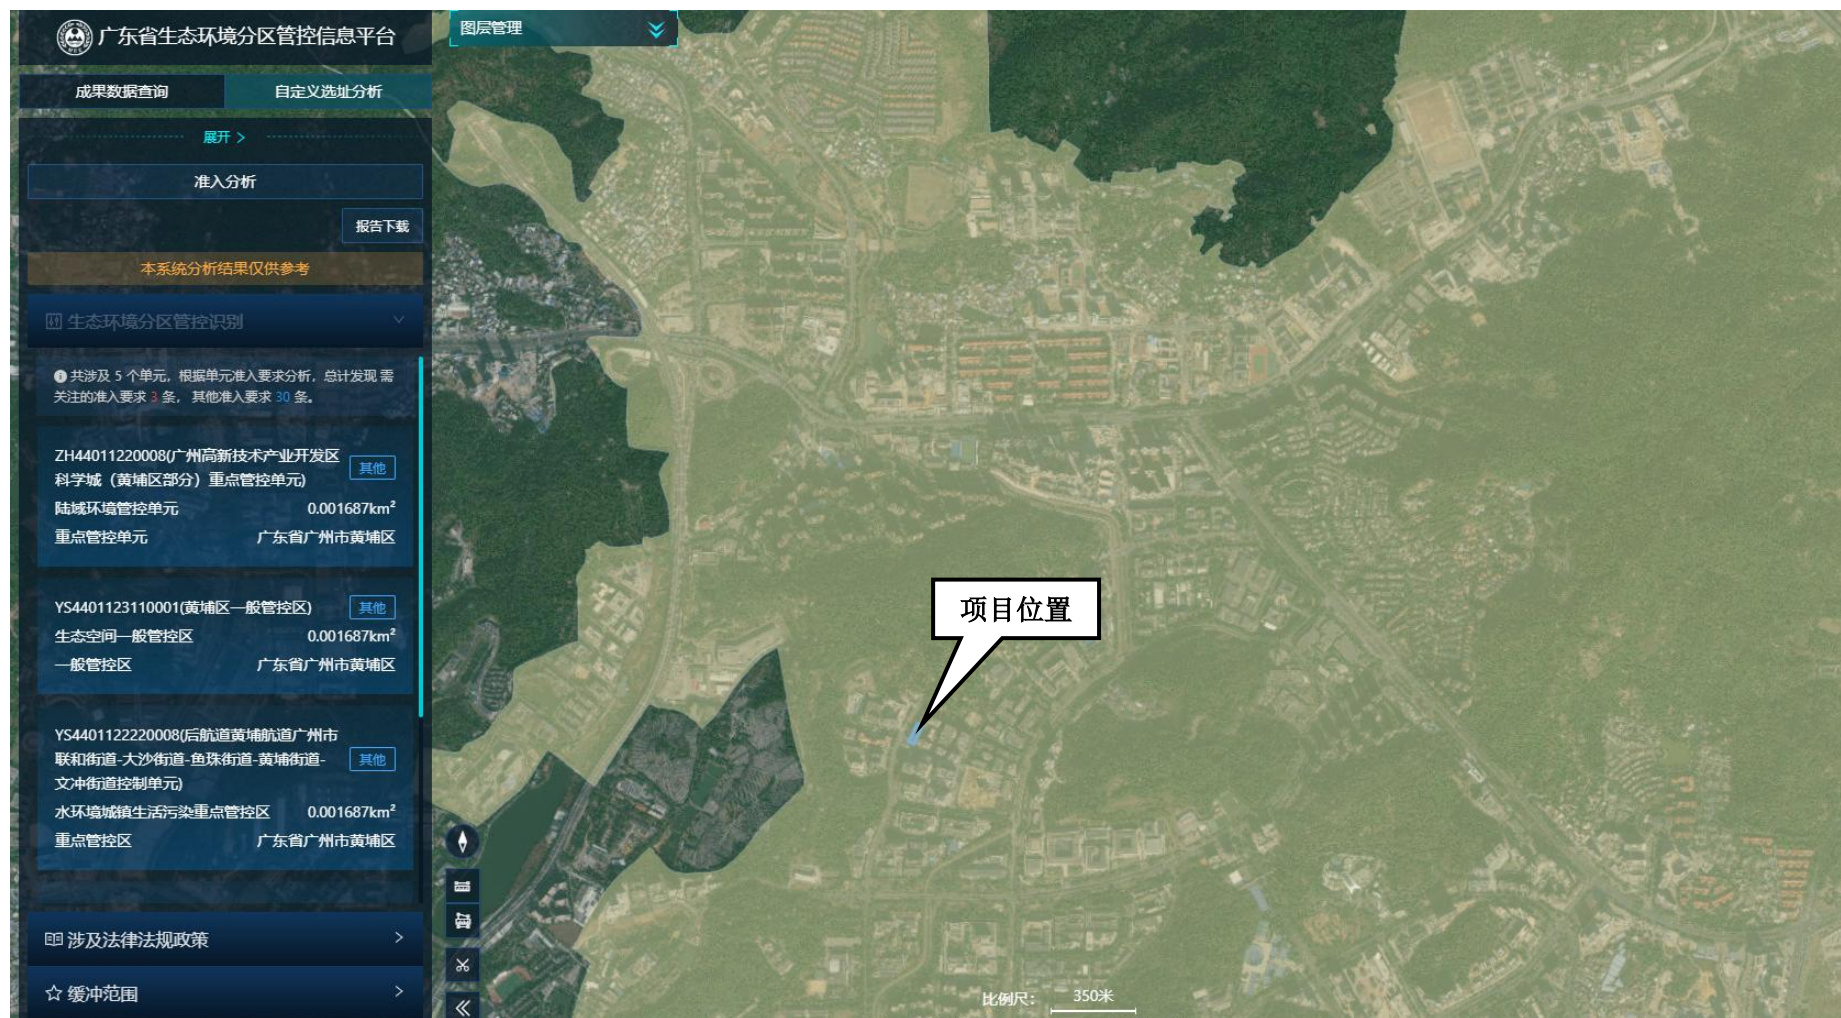 广东省生态环境分区管控信息平台
图层管理
成果数据查询
自定义选址分析
展开 >
准入分析
报告下载
本系统分析结果仅供参考
生态环境分区管控识别
共涉及 5 个单元，根据单元准入要求分析，总计发现 需
关注的准入要求 3 条，其他准入要求 30 条。
ZH44011220008(广州高新技术产业开发区
科学城（黄埔区部分）重点管控单元)
其他
陆域环境管控单元 0.001687km²
重点管控单元 广东省广州市黄埔区
YS4401123110001(黄埔区一般管控区)
其他
生态空间一般管控区 0.001687km²
一般管控区 广东省广州市黄埔区
YS4401122220008(后航道黄埔航道广州市
联和街道-大沙街道-鱼珠街道-黄埔街道-
文冲街道控制单元)
其他
水环境城镇生活污染重点管控区 0.001687km²
重点管控区 广东省广州市黄埔区
涉及法律法规政策
缓冲范围
项目位置
比例尺： 350米